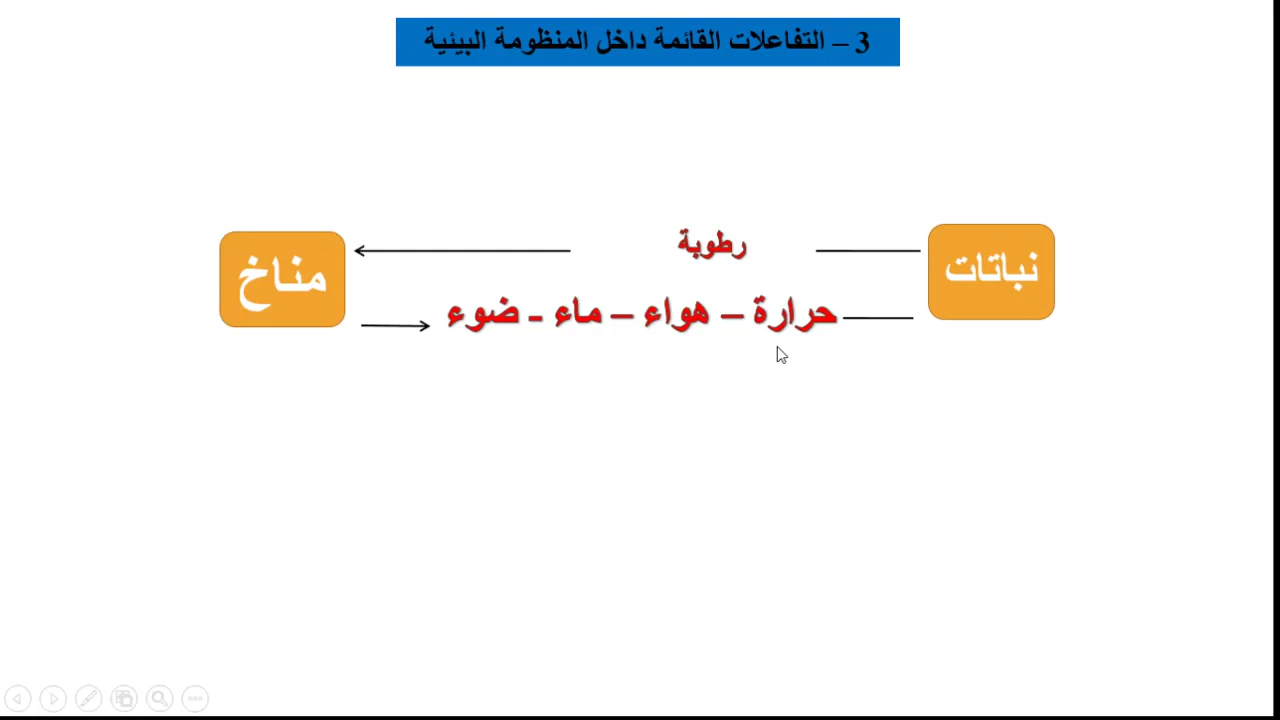 3 – التفاعلات القائمة داخل المنظومة البيئية
نباتات
رطوبة
مناخ
حرارة – هواء – ماء - ضوء